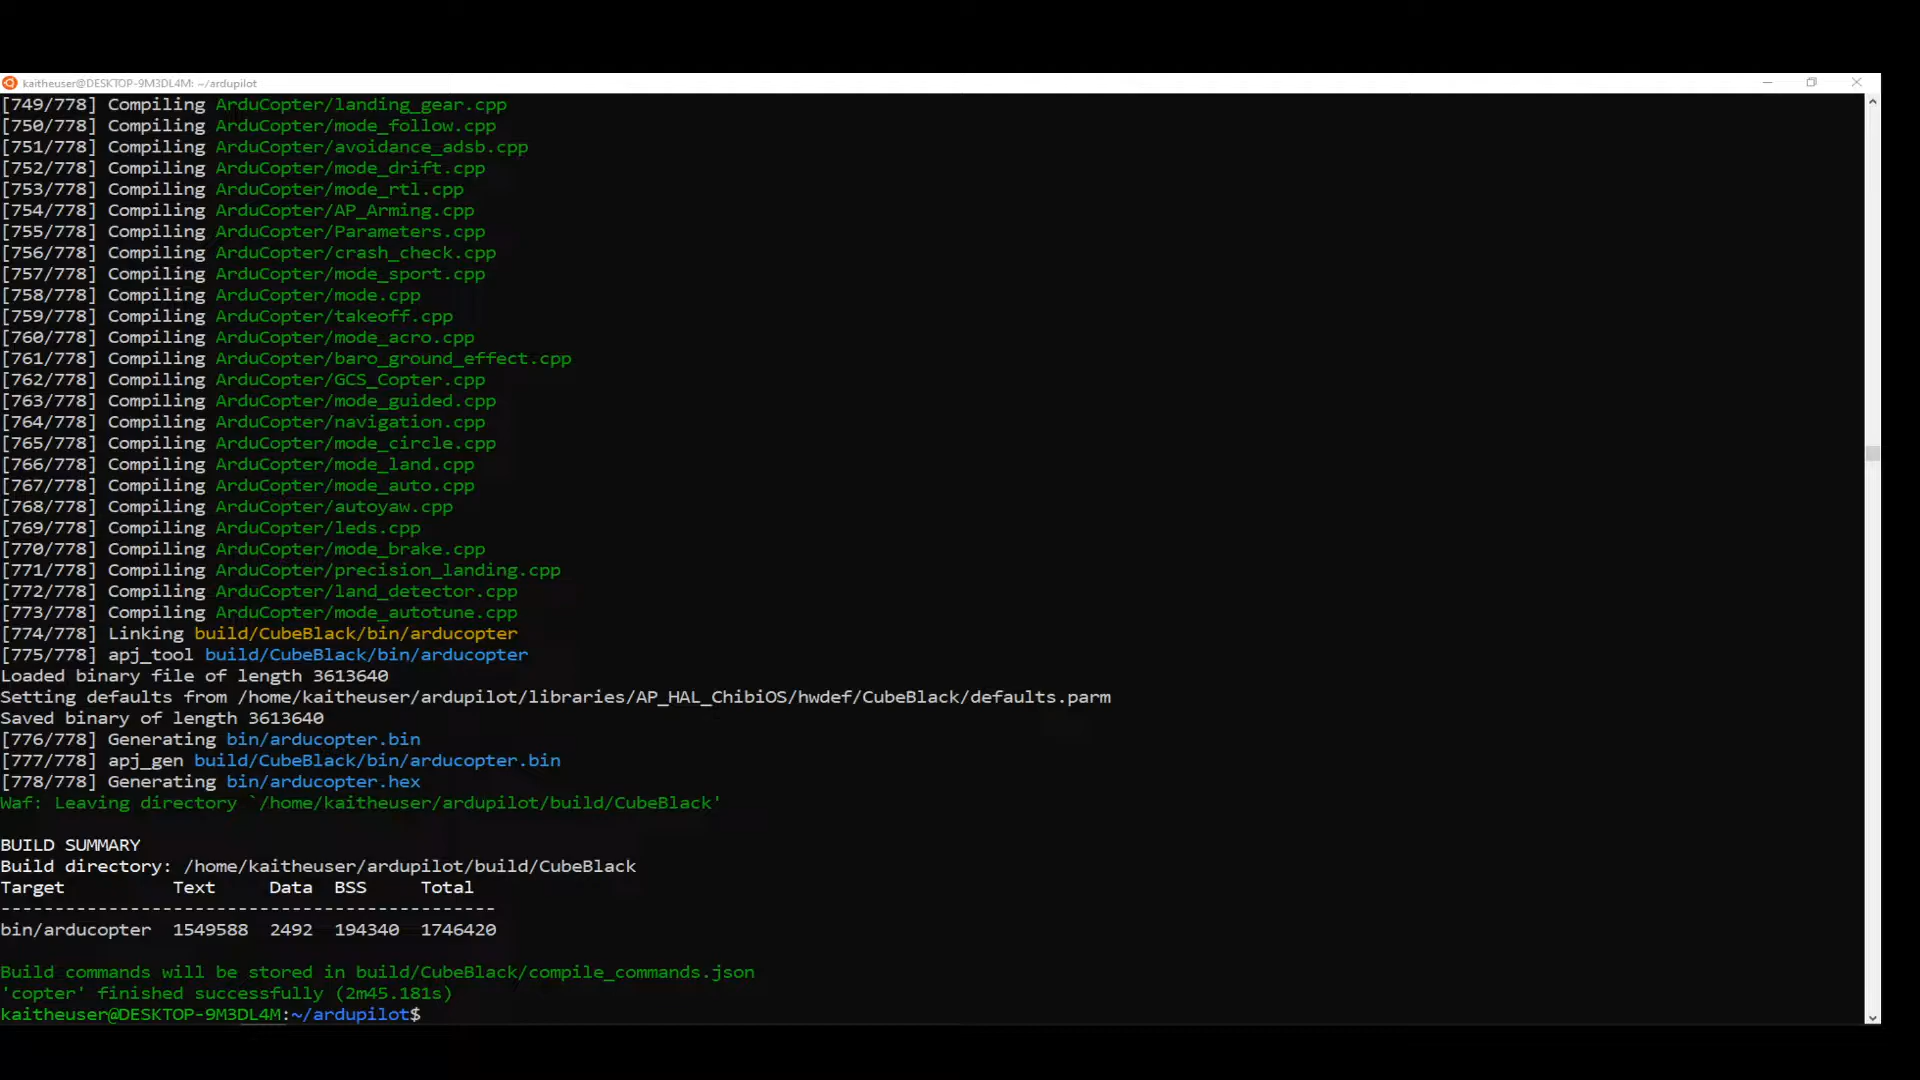 kaitheuser@DESKTOP-9M3DL4M: ~/ardupilot
[749/778] Compiling ArduCopter/landing_gear.cpp
[750/778] Compiling ArduCopter/mode_follow.cpp
[751/778] Compiling ArduCopter/avoidance_adsb.cpp
[752/778] Compiling ArduCopter/mode_drift.cpp
[753/778] Compiling ArduCopter/mode_rtl.cpp
[754/778] Compiling ArduCopter/AP_Arming.cpp
[755/778] Compiling ArduCopter/Parameters.cpp
[756/778] Compiling ArduCopter/crash_check.cpp
[757/778] Compiling ArduCopter/mode_sport.cpp
[758/778] Compiling ArduCopter/mode.cpp
[759/778] Compiling ArduCopter/takeoff.cpp
[760/778] Compiling ArduCopter/mode_acro.cpp
[761/778] Compiling ArduCopter/baro_ground_effect.cpp
[762/778] Compiling ArduCopter/GCS_Copter.cpp
[763/778] Compiling ArduCopter/mode_guided.cpp
[764/778] Compiling ArduCopter/navigation.cpp
[765/778] Compiling ArduCopter/mode_circle.cpp
[766/778] Compiling ArduCopter/mode_land.cpp
[767/778] Compiling ArduCopter/mode_auto.cpp
[768/778] Compiling ArduCopter/autoyaw.cpp
[769/778] Compiling ArduCopter/leds.cpp
[770/778] Compiling ArduCopter/mode_brake.cpp
[771/778] Compiling ArduCopter/precision_landing.cpp
[772/778] Compiling ArduCopter/land_detector.cpp
[773/778] Compiling ArduCopter/mode_autotune.cpp
[774/778] Linking build/CubeBlack/bin/arducopter
[775/778] apj_tool build/CubeBlack/bin/arducopter
Loaded binary file of length 3613640
Setting defaults from /home/kaitheuser/ardupilot/libraries/AP_HAL_ChibiOS/hwdef/CubeBlack/defaults.parm
Saved binary of length 3613640
[776/778] Generating bin/arducopter.bin
[777/778] apj_gen build/CubeBlack/bin/arducopter.bin
[778/778] Generating bin/arducopter.hex
Waf: Leaving directory `/home/kaitheuser/ardupilot/build/CubeBlack'
BUILD SUMMARY
Build directory: /home/kaitheuser/ardupilot/build/CubeBlack
Target Text Data BSS Total
----------------------------------------------
bin/arducopter 1549588 2492 194340 1746420
Build commands will be stored in build/CubeBlack/compile_commands.json
'copter' finished successfully (2m45.181s)
kaitheuser@DESKTOP-9M3DL4M:~/ardupilot$